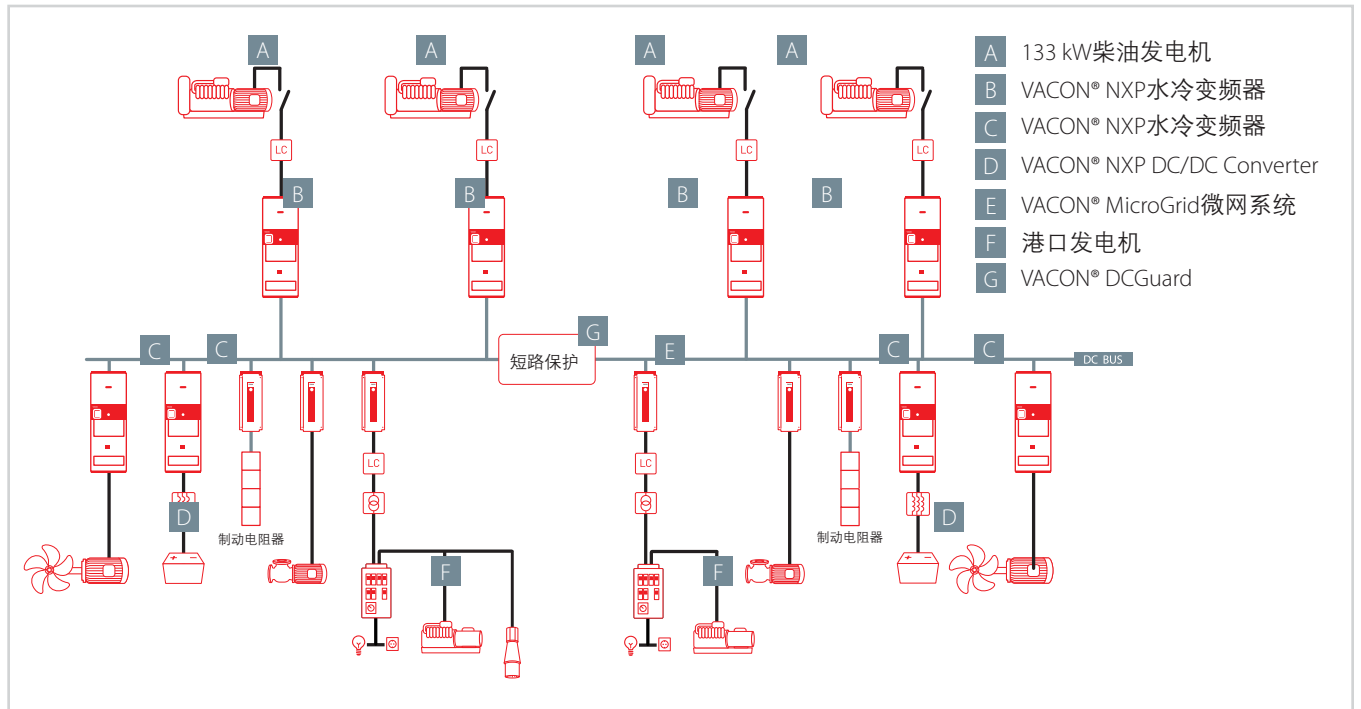 A A A A
A 133 kW柴油发电机
B VACON® NXP水冷变频器
C VACON® NXP水冷变频器
D VACON® NXP DC/DC Converter
E VACON® MicroGrid微网系统
F 港口发电机
G VACON® DCGuard
LC LC LC LC
B B B B
C C G E C C
短路保护
DC BUS
LC LC
D D
制动电阻器 制动电阻器
+ − + −
F F